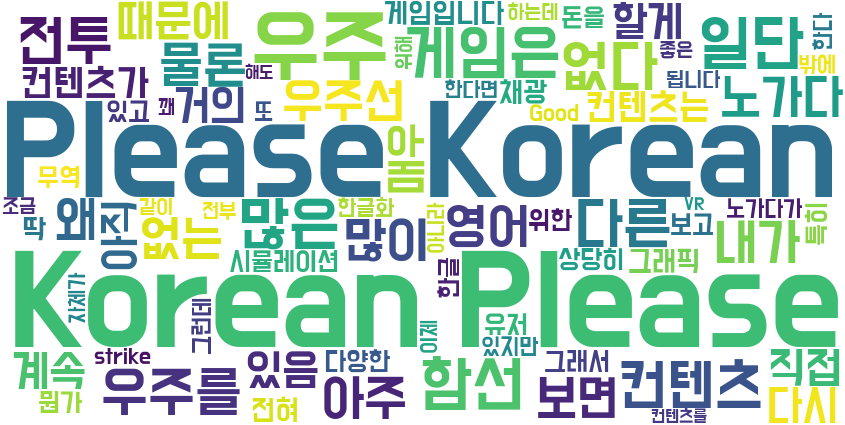 전투 때문에 우주 게임입니다 하는데 돈을 할게 일단 한다
컨텐츠가 물론 해도 위해 게임은 없다 좋은 밖에
있고 꽤 거의 또 우주선 한다면 채광 Good 컨텐츠는 됩니다 노가다
Please Korean
무역 아 몸
조금 같이 전부 한글화 아니라 위한 VR 노가다가
딱 왜 아직 없는 많은 많이 영어 다른 보고 내가 특히
자체가 시뮬레이션 한글 상당히 그래픽
Korean Please
그런데 이제 유저
계속 strike 있음 다양한 있지만 그래서 직접
뭔가 우주를 전혀 아주 함선 보면 컨텐츠 다시
컨텐츠를